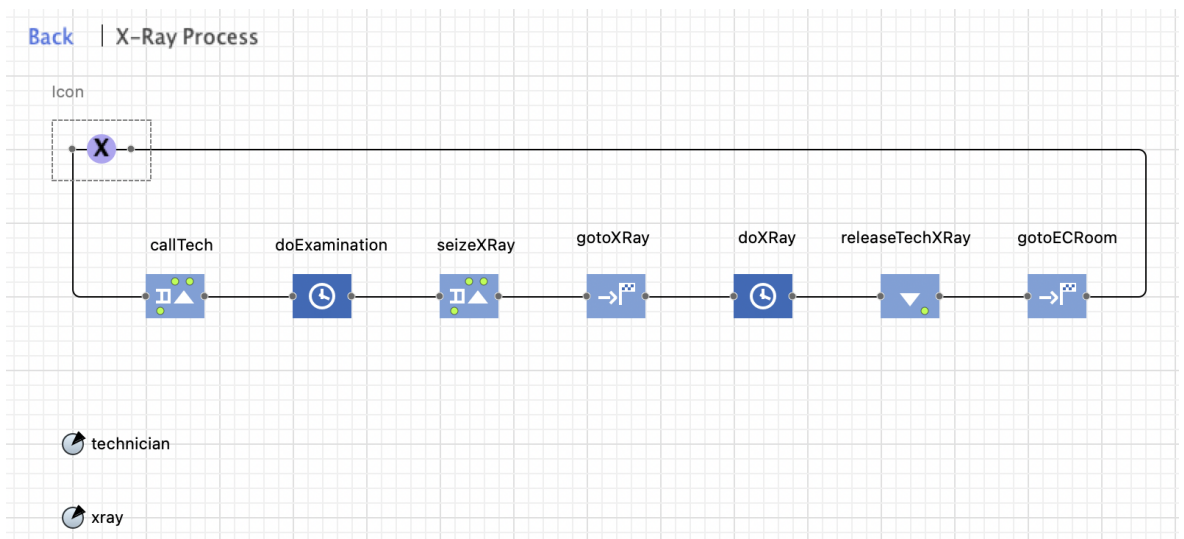 Back | X-Ray Process
Icon
X
callTech doExamination seizeXRay gotoXRay doXRay releaseTechXRay gotoECRoom
technician
xray